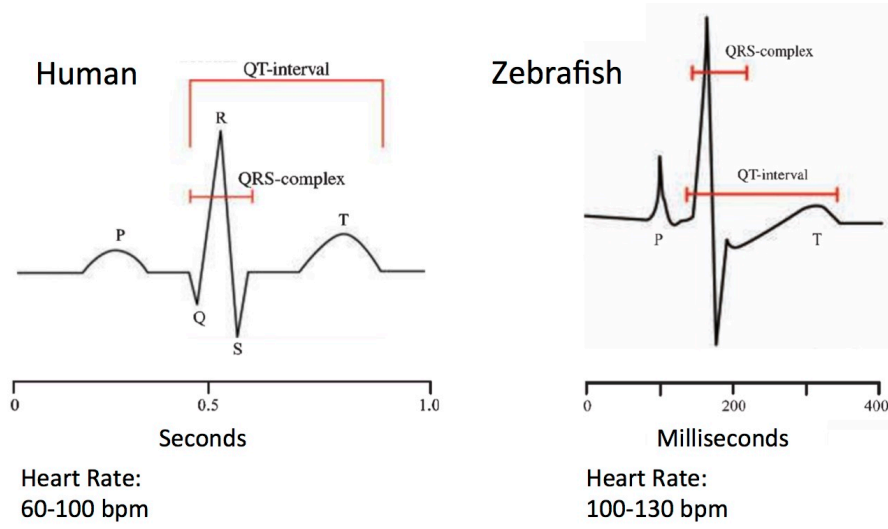 Human
QT-interval
R
QRS-complex
P
T
Q
S
0 0.5 1.0
Seconds
Heart Rate:
60-100 bpm
Zebrafish
QRS-complex
QT-interval
P T
0 200 400
Milliseconds
Heart Rate:
100-130 bpm